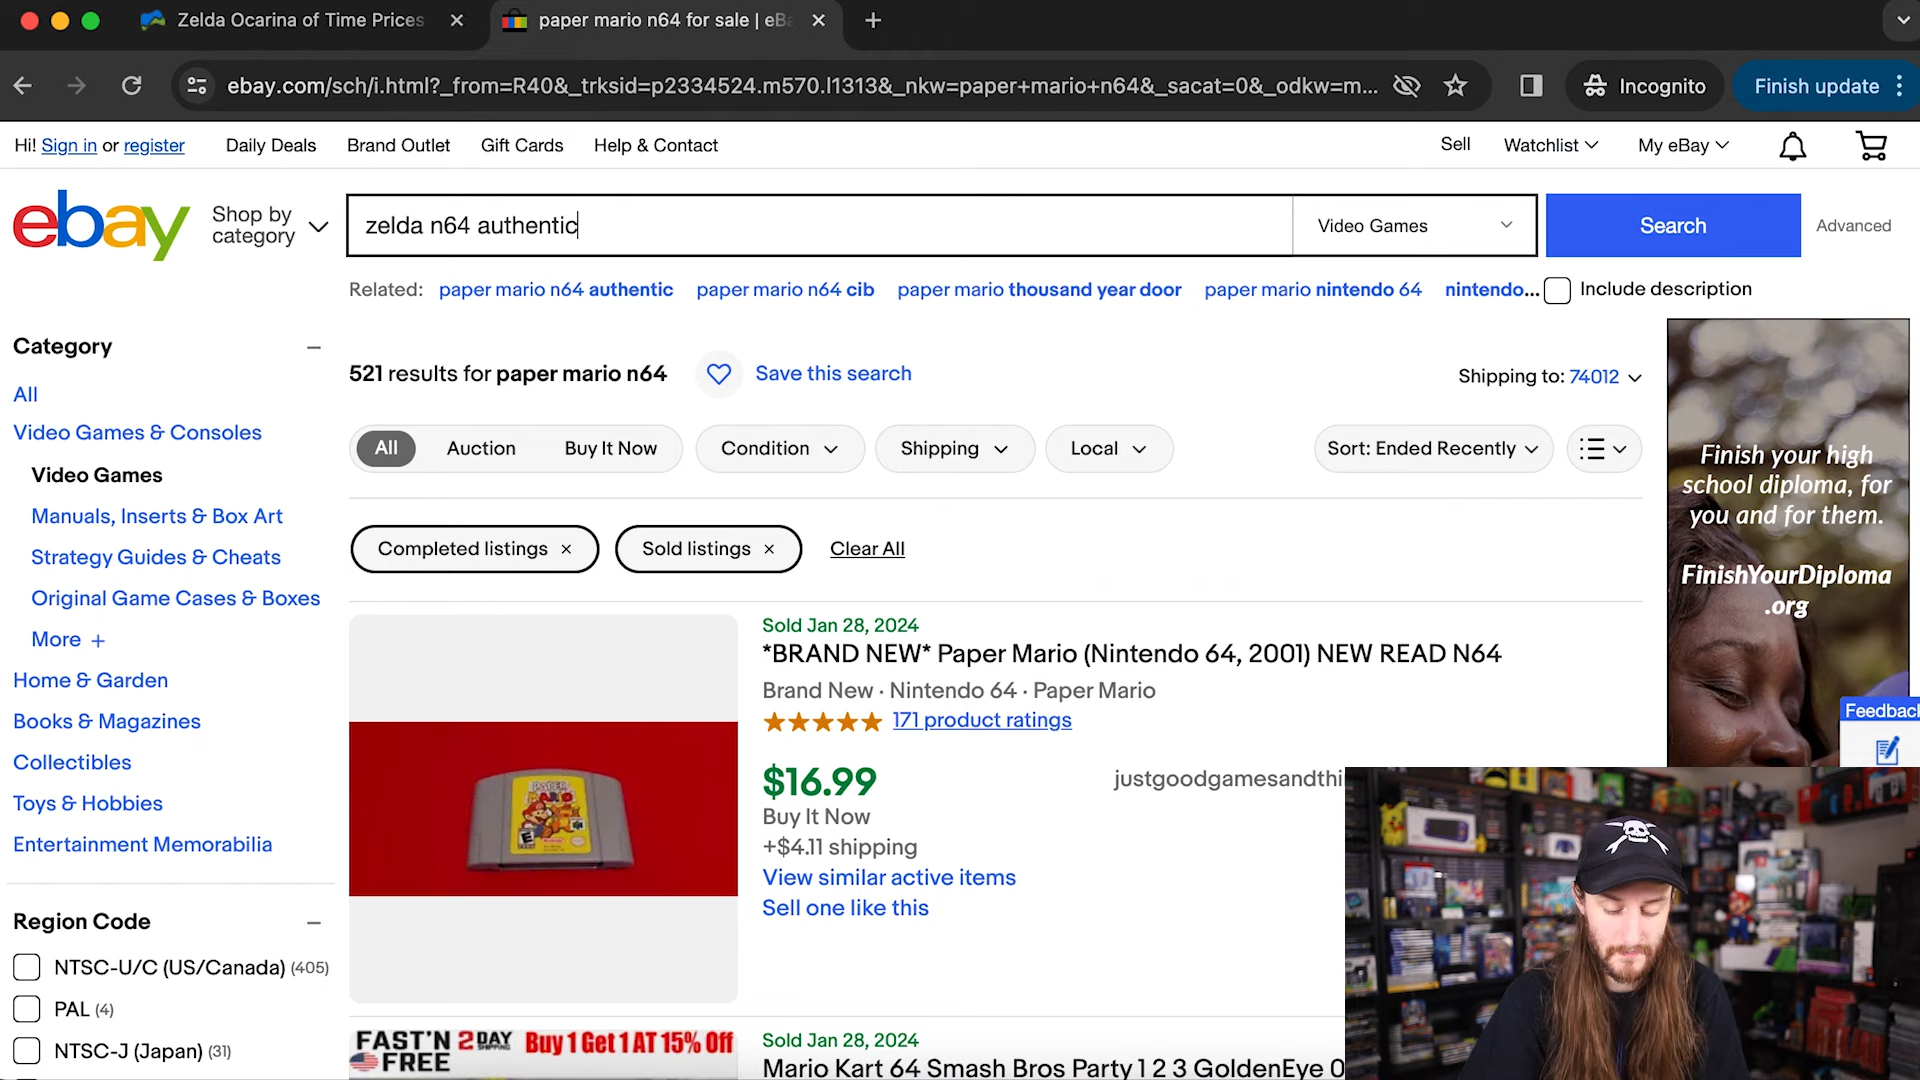 Zelda Ocarina of Time Prices
paper mario n64 for sale | eBa
ebay.com/sch/i.html?_from=R40&_trksid=p2334524.m570.l1313&_nkw=paper+mario+n64&_sacat=0&_odkw=m...
Incognito
Finish update
Hi! Sign in or register
Daily Deals
Brand Outlet
Gift Cards
Help & Contact
Sell
Watchlist
My eBay
ebay
Shop by
category
zelda n64 authentic
Video Games
Search
Advanced
Related: paper mario n64 authentic paper mario n64 cib paper mario thousand year door paper mario nintendo 64 nintendo...
Include description
Category
All
Video Games & Consoles
Video Games
Manuals, Inserts & Box Art
Strategy Guides & Cheats
Original Game Cases & Boxes
More +
Home & Garden
Books & Magazines
Collectibles
Toys & Hobbies
Entertainment Memorabilia
Region Code
NTSC-U/C (US/Canada) (405)
PAL (4)
NTSC-J (Japan) (31)
521 results for paper mario n64
Save this search
Shipping to: 74012
All
Auction
Buy It Now
Condition
Shipping
Local
Sort: Ended Recently
Completed listings ×
Sold listings ×
Clear All
PAPER
MARIO
E
Sold Jan 28, 2024
*BRAND NEW* Paper Mario (Nintendo 64, 2001) NEW READ N64
Brand New · Nintendo 64 · Paper Mario
171 product ratings
$16.99
Buy It Now
+$4.11 shipping
View similar active items
Sell one like this
justgoodgamesandthi
FAST'N
FREE
2 DAY
SHIPPING
Buy 1 Get 1 AT 15% Off
Sold Jan 28, 2024
Mario Kart 64 Smash Bros Party 1 2 3 GoldenEye 0
Finish your high
school diploma, for
you and for them.
FinishYourDiploma
.org
Feedback